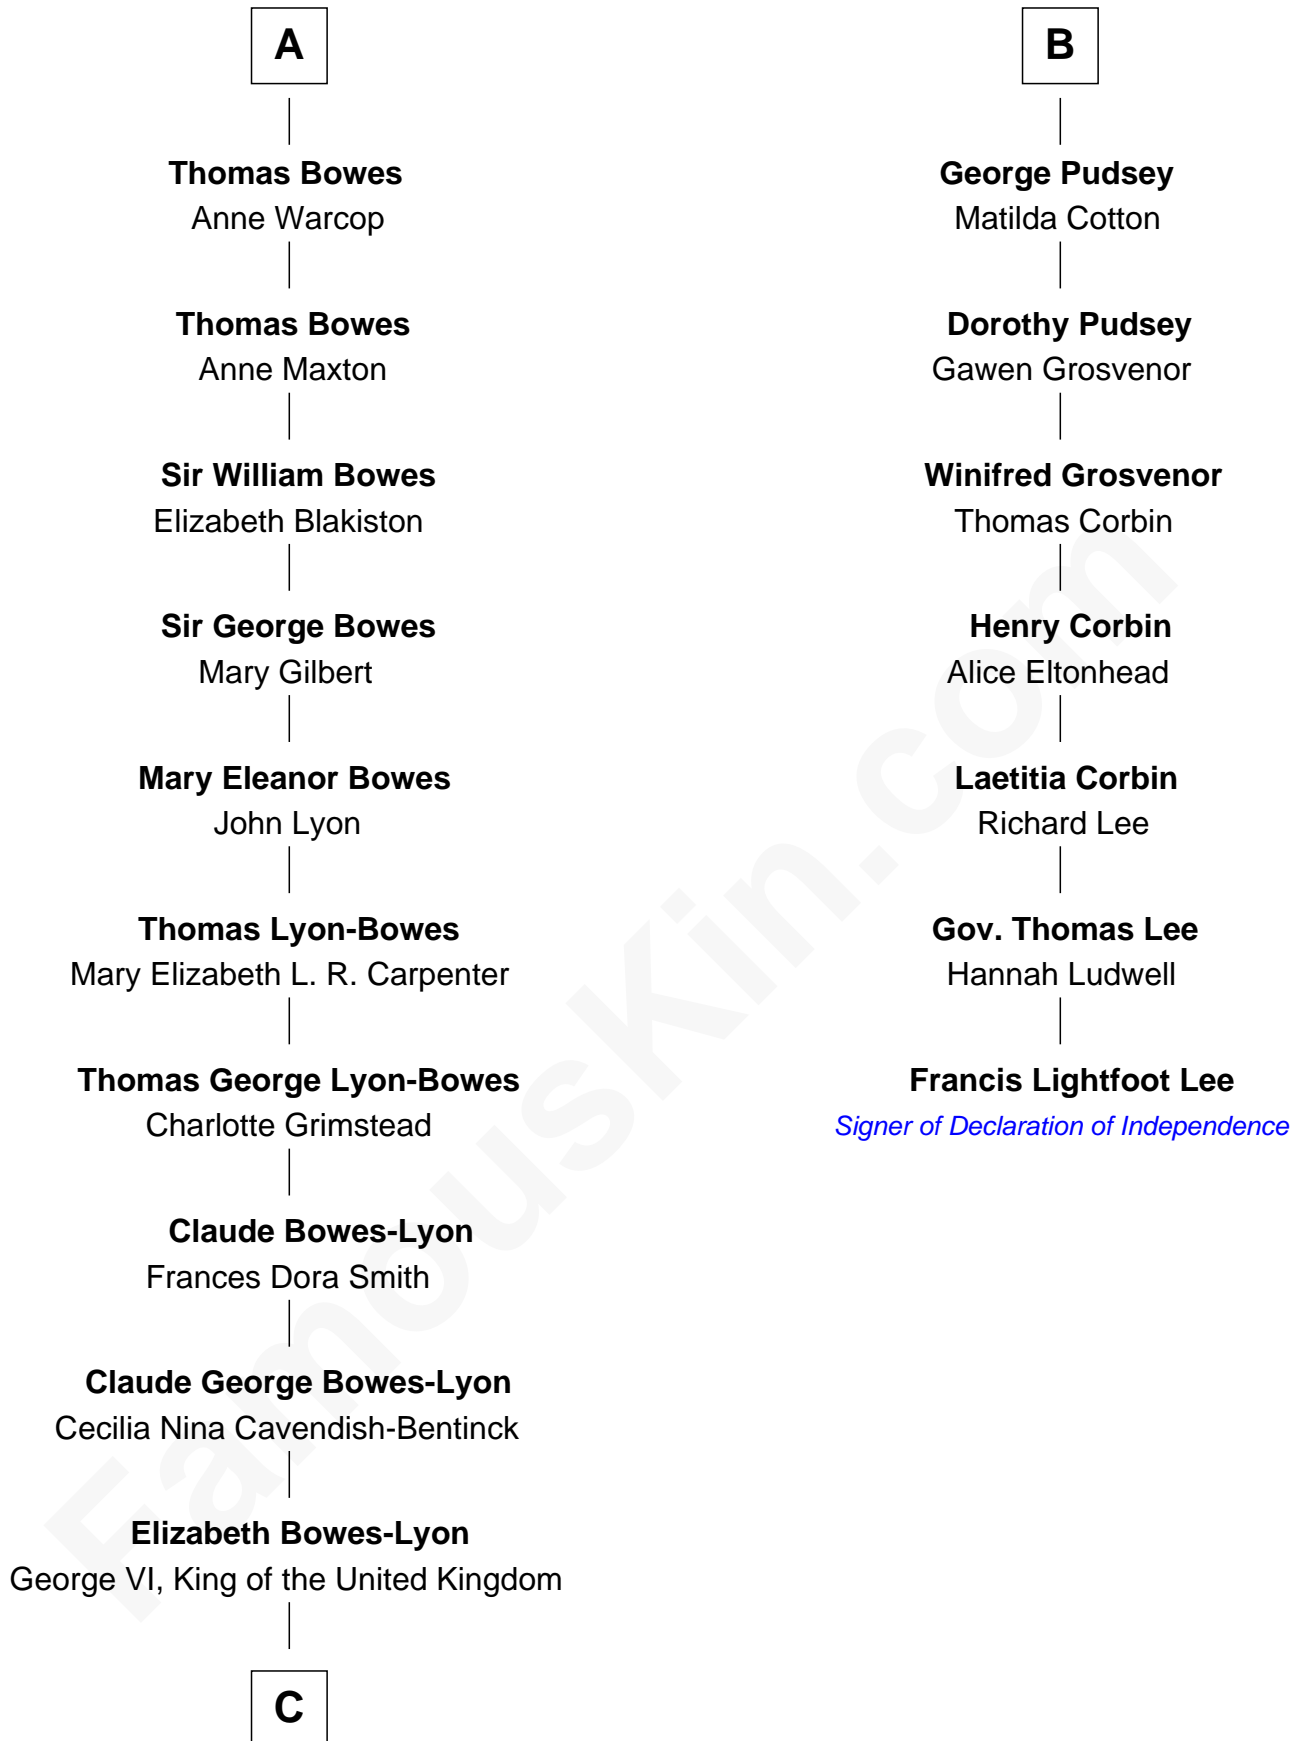 A
Thomas Bowes
Anne Warcop
Thomas Bowes
Anne Maxton
Sir William Bowes
Elizabeth Blakiston
Sir George Bowes
Mary Gilbert
Mary Eleanor Bowes
John Lyon
Thomas Lyon-Bowes
Mary Elizabeth L. R. Carpenter
Thomas George Lyon-Bowes
Charlotte Grimstead
Claude Bowes-Lyon
Frances Dora Smith
Claude George Bowes-Lyon
Cecilia Nina Cavendish-Bentinck
Elizabeth Bowes-Lyon
George VI, King of the United Kingdom
C
B
George Pudsey
Matilda Cotton
Dorothy Pudsey
Gawen Grosvenor
Winifred Grosvenor
Thomas Corbin
Henry Corbin
Alice Eltonhead
Laetitia Corbin
Richard Lee
Gov. Thomas Lee
Hannah Ludwell
Francis Lightfoot Lee
Signer of Declaration of Independence
FamousKin.com